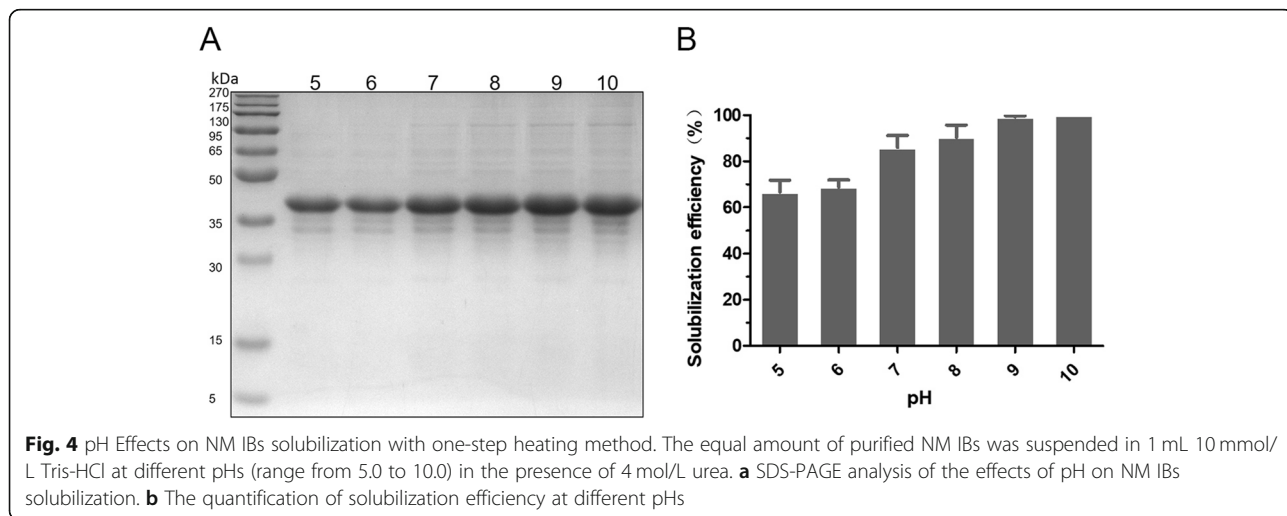 A
kDa
5 6 7 8 9 10
270
175
130
95
65
50
35
30
15
5
B
Solubilization efficiency (%)
100
80
60
40
20
0
5 6 7 8 9 10
pH
Fig. 4 pH Effects on NM IBs solubilization with one-step heating method. The equal amount of purified NM IBs was suspended in 1 mL 10 mmol/
L Tris-HCl at different pHs (range from 5.0 to 10.0) in the presence of 4 mol/L urea. a SDS-PAGE analysis of the effects of pH on NM IBs
solubilization. b The quantification of solubilization efficiency at different pHs